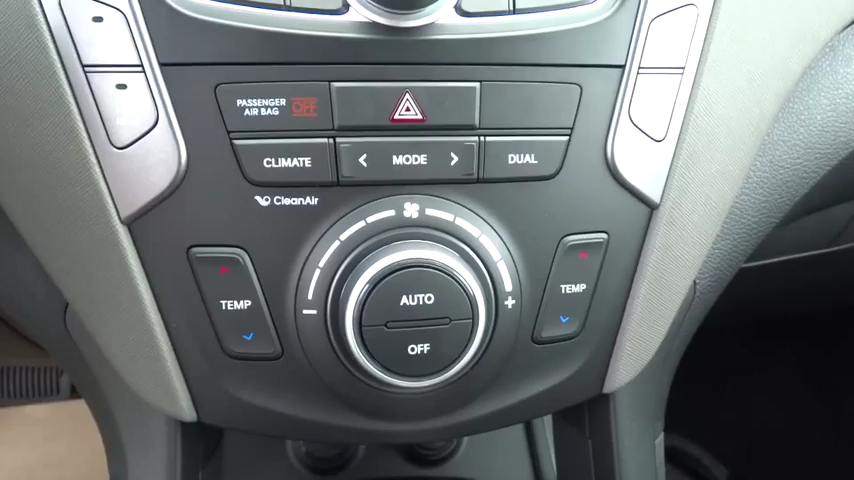 PASSENGER
AIR BAG OFF
CLIMATE < MODE > DUAL
CleanAir
TEMP
AUTO
OFF
TEMP
- +